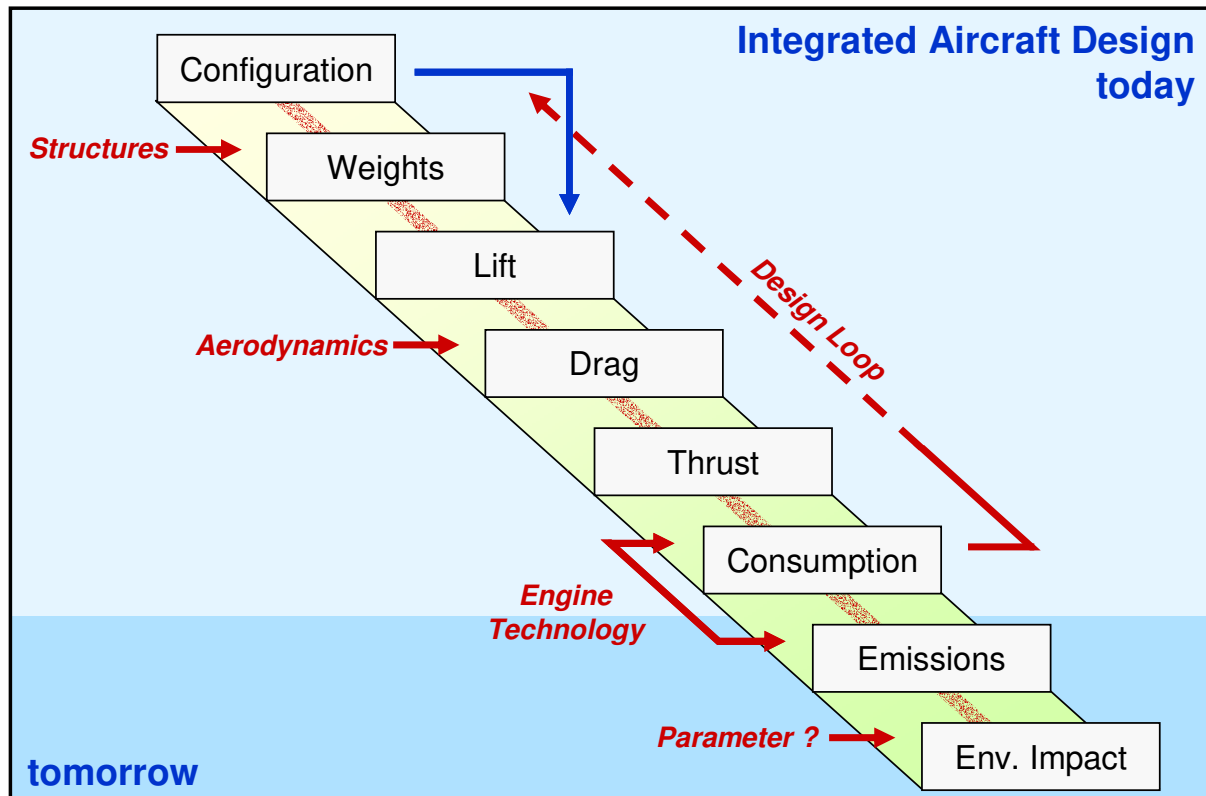 Integrated Aircraft Design
today
Configuration
Structures
Weights
Lift
Design Loop
Aerodynamics
Drag
Thrust
Consumption
Engine
Technology
Emissions
Parameter ?
Env. Impact
tomorrow